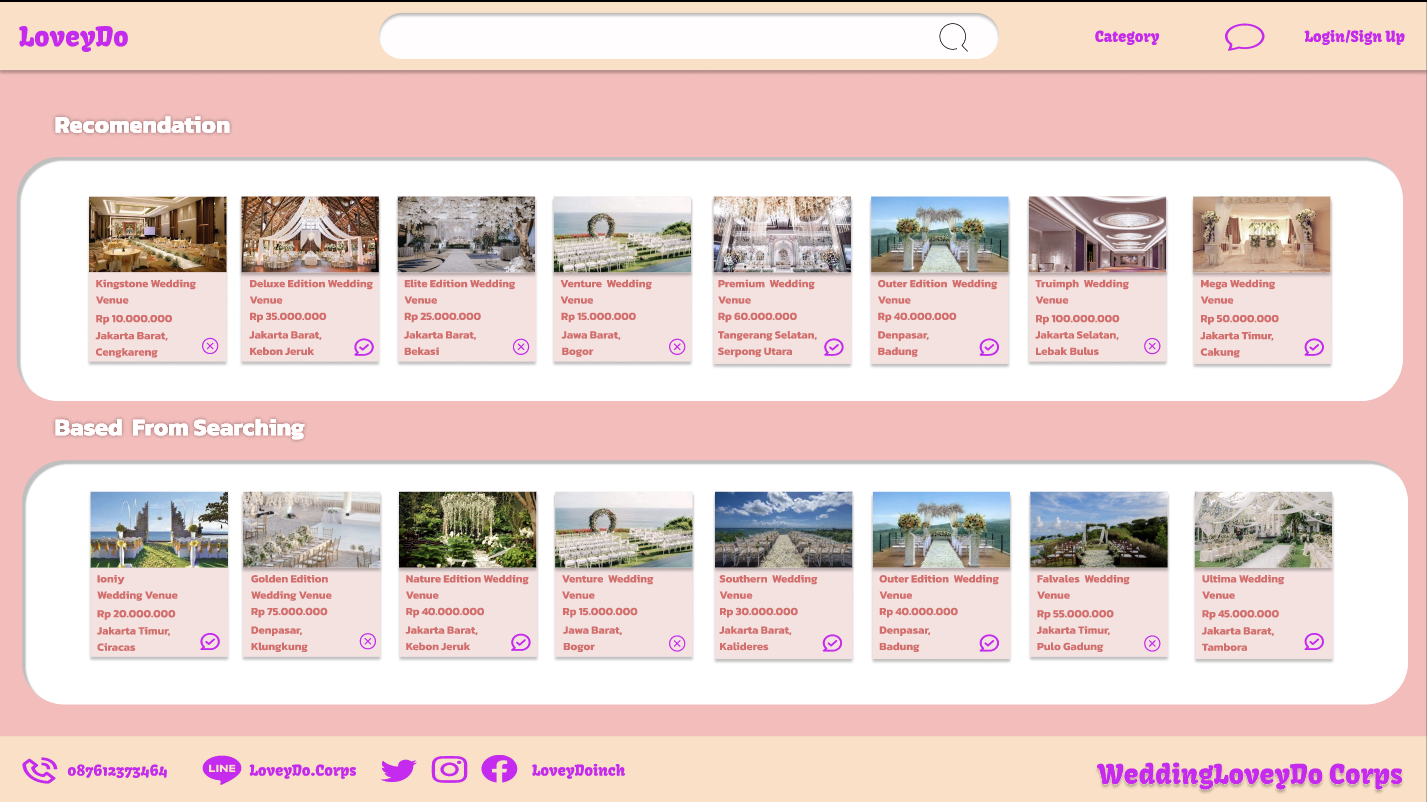 LoveyDo
Category
Login/Sign Up
Recomendation
Kingstone Wedding
Venue
Rp 10.000.000
Jakarta Barat,
Cengkareng
Deluxe Edition Wedding
Venue
Rp 35.000.000
Jakarta Barat,
Kebon Jeruk
Elite Edition Wedding
Venue
Rp 25.000.000
Jakarta Barat,
Bekasi
Venture Wedding
Venue
Rp 15.000.000
Jawa Barat,
Bogor
Premium Wedding
Venue
Rp 60.000.000
Tangerang Selatan,
Serpong Utara
Outer Edition Wedding
Venue
Rp 40.000.000
Denpasar,
Badung
Truimph Wedding
Venue
Rp 100.000.000
Jakarta Selatan,
Lebak Bulus
Mega Wedding
Venue
Rp 50.000.000
Jakarta Timur,
Cakung
Based From Searching
Ioniy
Wedding Venue
Rp 20.000.000
Jakarta Timur,
Ciracas
Golden Edition
Wedding Venue
Rp 75.000.000
Denpasar,
Klungkung
Nature Edition Wedding
Venue
Rp 40.000.000
Jakarta Barat,
Kebon Jeruk
Venture Wedding
Venue
Rp 15.000.000
Jawa Barat,
Bogor
Southern Wedding
Venue
Rp 30.000.000
Jakarta Barat,
Kalideres
Outer Edition Wedding
Venue
Rp 40.000.000
Denpasar,
Badung
Falvales Wedding
Venue
Rp 55.000.000
Jakarta Timur,
Pulo Gadung
Ultima Wedding
Venue
Rp 45.000.000
Jakarta Barat,
Tambora
087612373464
LINE
LoveyDo.Corps
LoveyDoinch
WeddingLoveyDo Corps